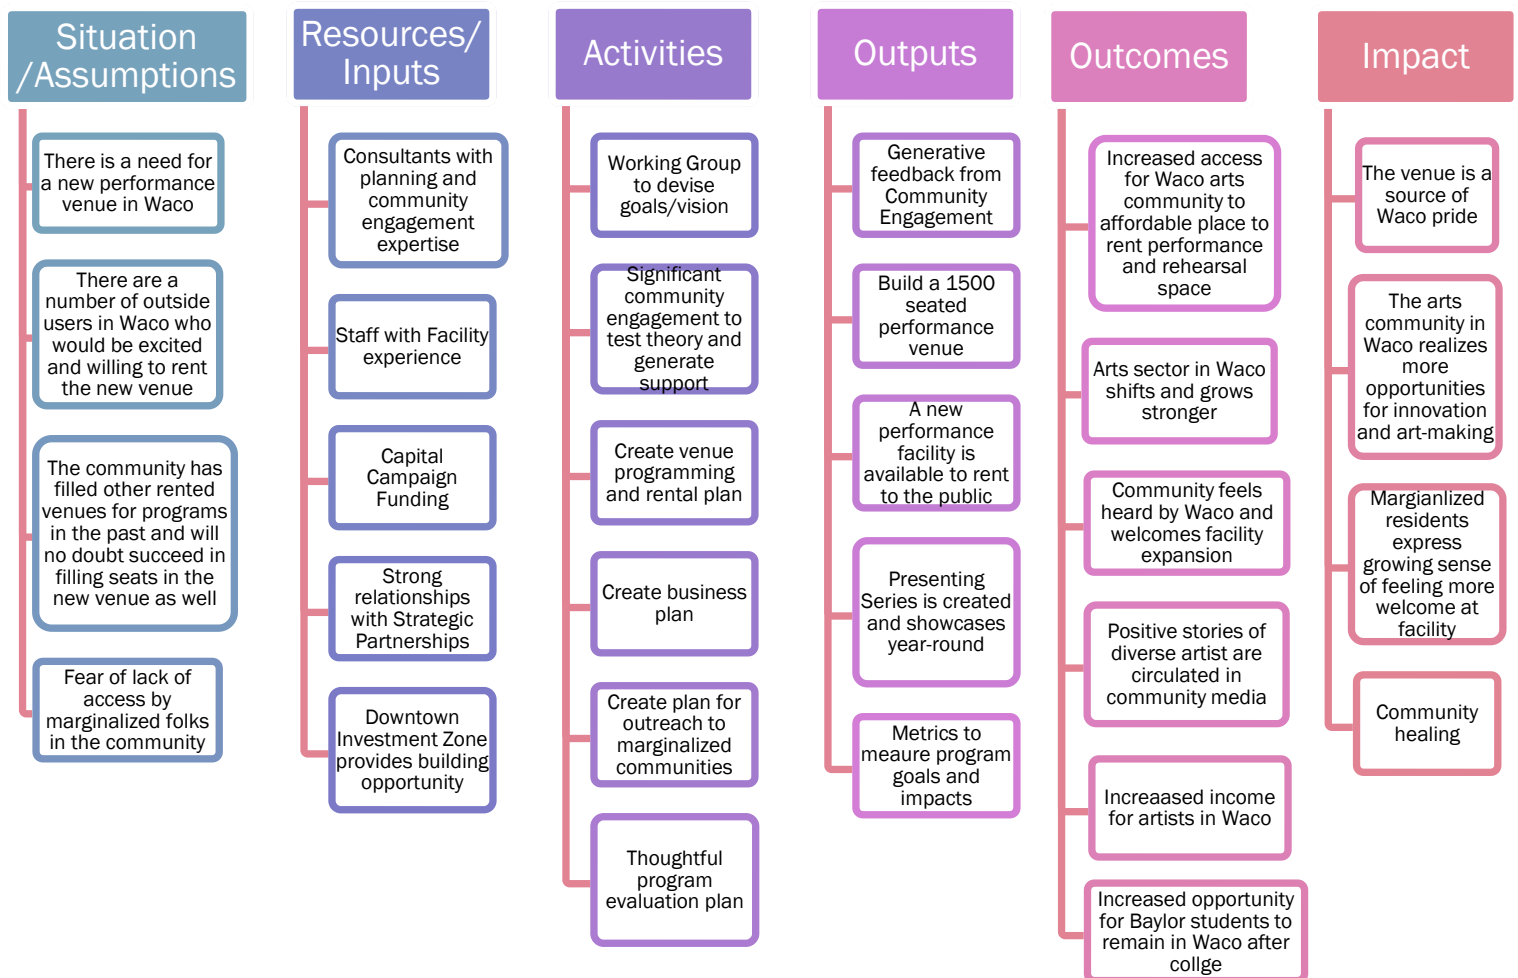 Situation
/Assumptions
There is a need for
a new performance
venue in Waco
There are a
number of outside
users in Waco who
would be excited
and willing to rent
the new venue
The community has
filled other rented
venues for programs
in the past and will
no doubt succeed in
filling seats in the
new venue as well
Fear of lack of
access by
marginalized folks
in the community
Resources/
Inputs
Consultants with
planning and
community
engagement
expertise
Staff with Facility
experience
Capital
Campaign
Funding
Strong
relationships
with Strategic
Partnerships
Downtown
Investment Zone
provides building
opportunity
Activities
Working Group
to devise
goals/vision
Significant
community
engagement to
test theory and
generate
support
Create venue
programming
and rental plan
Create business
plan
Create plan for
outreach to
marginalized
communities
Thoughtful
program
evaluation plan
Outputs
Generative
feedback from
Community
Engagement
Build a 1500
seated
performance
venue
A new
performance
facility is
available to rent
to the public
Presenting
Series is created
and showcases
year-round
Metrics to
meaure program
goals and
impacts
Outcomes
Increased access
for Waco arts
community to
affordable place to
rent performance
and rehearsal
space
Arts sector in Waco
shifts and grows
stronger
Community feels
heard by Waco and
welcomes facility
expansion
Positive stories of
diverse artist are
circulated in
community media
Increaased income
for artists in Waco
Increased opportunity
for Baylor students to
remain in Waco after
collge
Impact
The venue is a
source of
Waco pride
The arts
community in
Waco realizes
more
opportunities
for innovation
and art-making
Margianlized
residents
express
growing sense
of feeling more
welcome at
facility
Community
healing